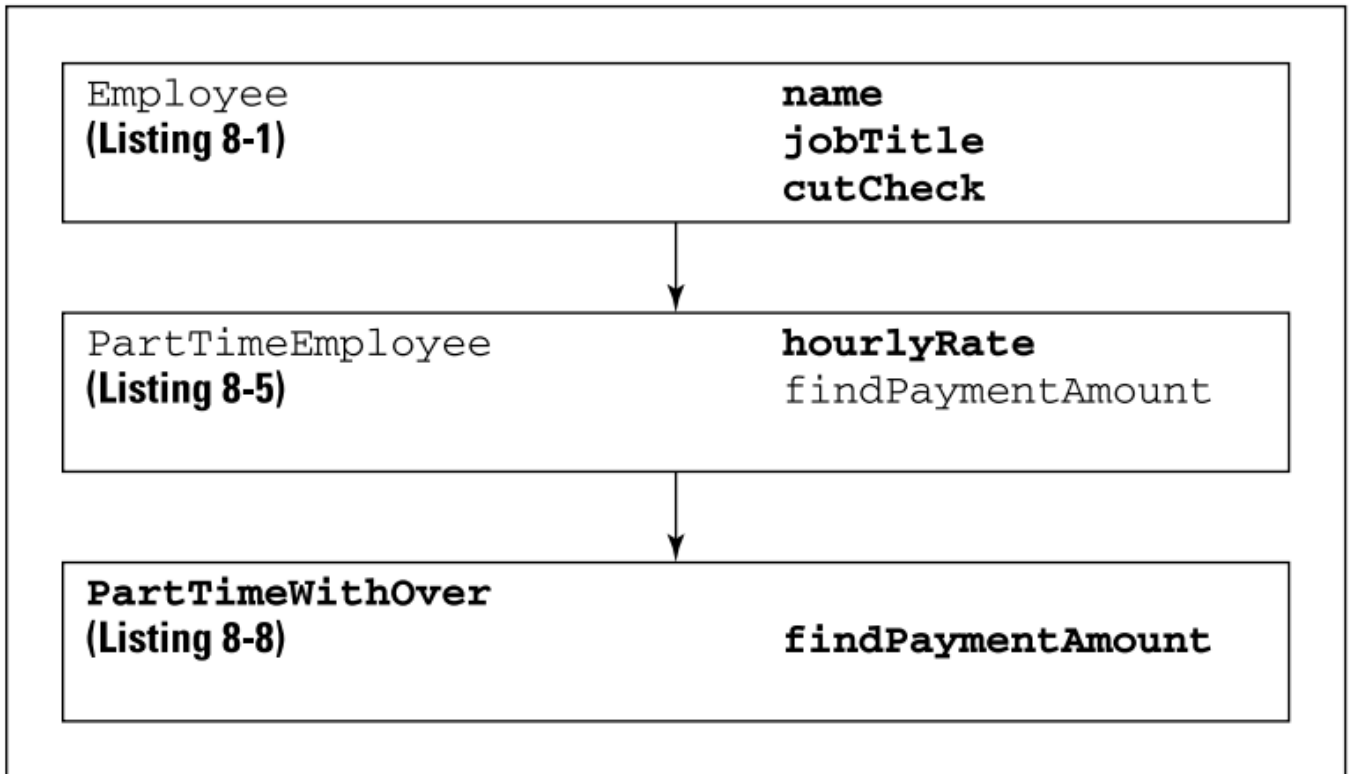 Employee
(Listing 8-1)
name
jobTitle
cutCheck
PartTimeEmployee
(Listing 8-5)
hourlyRate
findPaymentAmount
PartTimeWithOver
(Listing 8-8)
findPaymentAmount